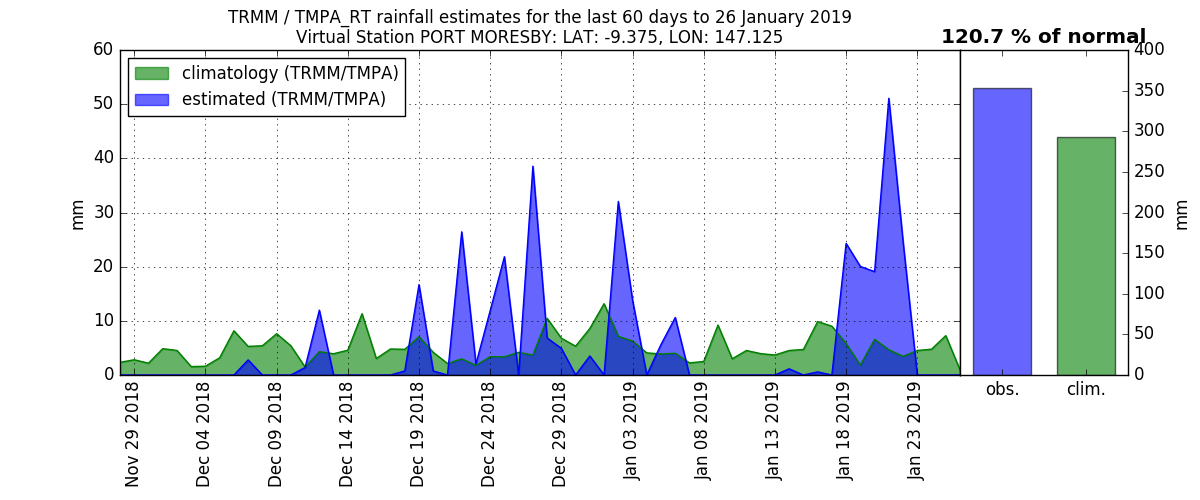 TRMM / TMPA_RT rainfall estimates for the last 60 days to 26 January 2019
Virtual Station PORT MORESBY: LAT: -9.375, LON: 147.125
120.7 % of normal
climatology (TRMM/TMPA)
estimated (TRMM/TMPA)
60
50
40
30
20
10
0
mm
400
350
300
250
200
150
100
50
0
mm
Nov 29 2018
Dec 04 2018
Dec 09 2018
Dec 14 2018
Dec 19 2018
Dec 24 2018
Dec 29 2018
Jan 03 2019
Jan 08 2019
Jan 13 2019
Jan 18 2019
Jan 23 2019
obs.
clim.